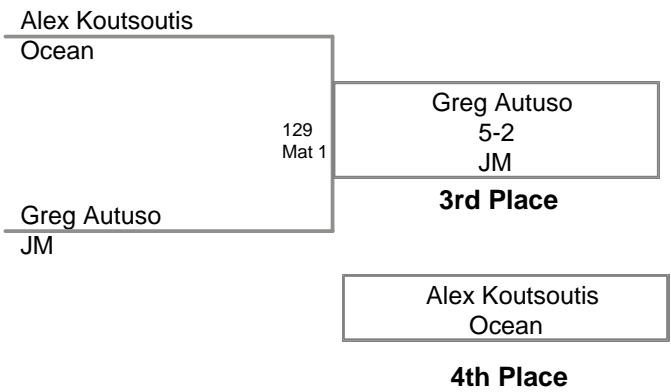 Alex Koutsoutis
Ocean
Greg Autuso
5-2
JM
129
Mat 1
3rd Place
Greg Autuso
JM
Alex Koutsoutis
Ocean
4th Place